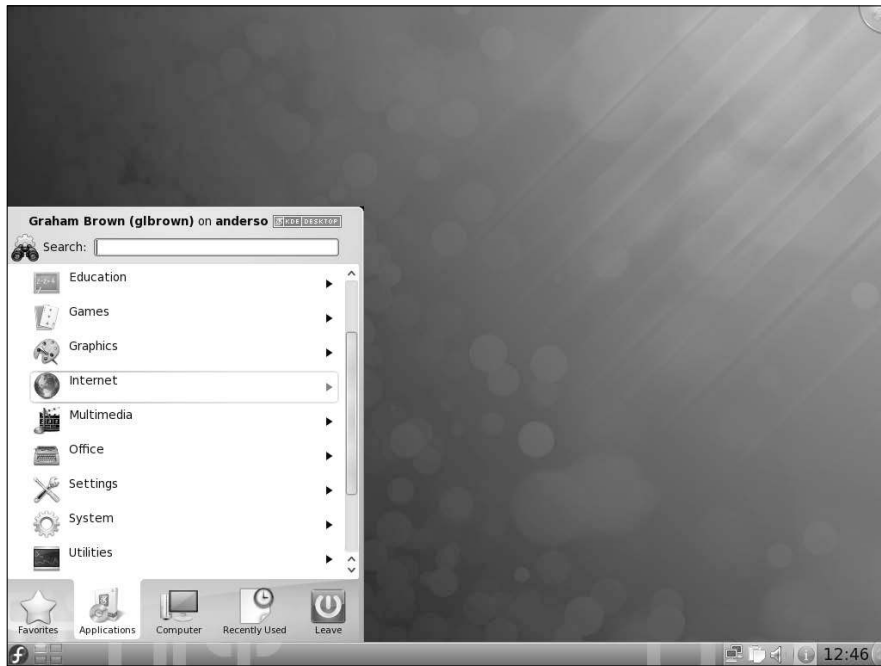 Graham Brown (glbrown) on anderso KDE DESKTOP
Search:
Education
Games
Graphics
Internet
Multimedia
Office
Settings
System
Utilities
Favorites Applications Computer Recently Used Leave
12:46